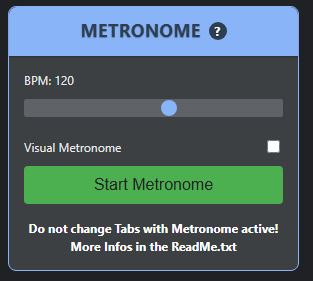 METRONOME ?
BPM: 120
Visual Metronome
Start Metronome
Do not change Tabs with Metronome active!
More Infos in the ReadMe.txt